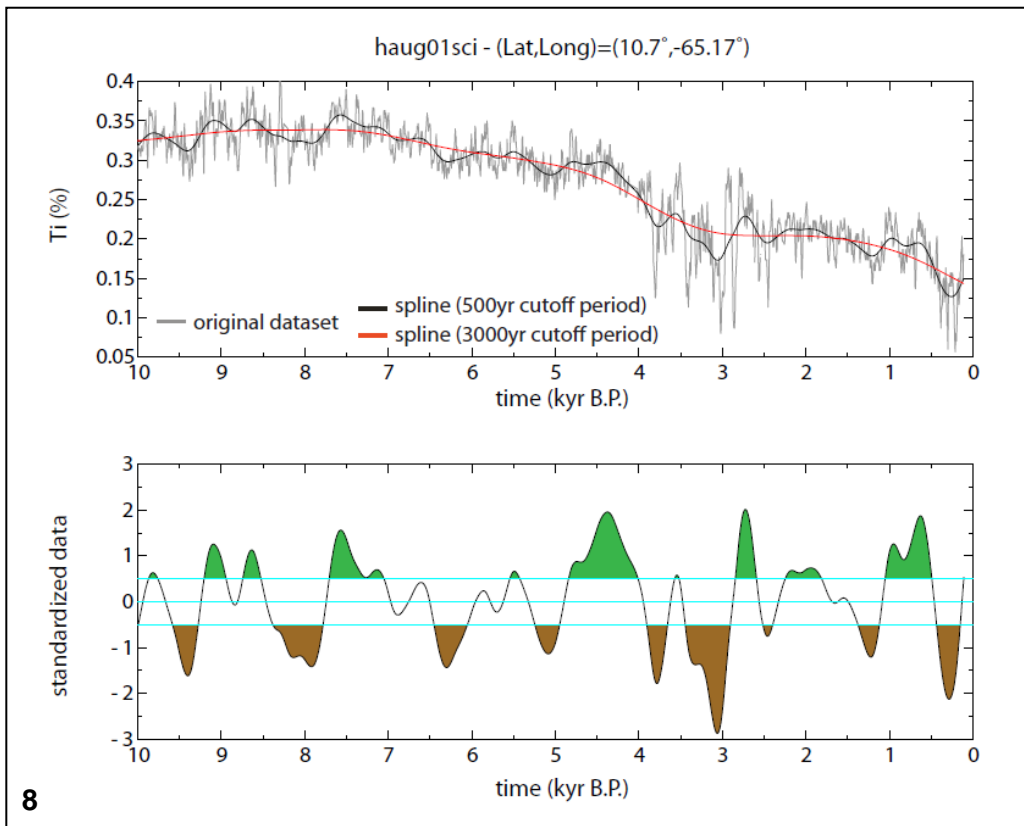 haug01sci - (Lat,Long)=(10.7°,-65.17°)
0.4
0.35
0.3
0.25
0.2
0.15
0.1
0.05
Ti (%)
original dataset
spline (500yr cutoff period)
spline (3000yr cutoff period)
10 9 8 7 6 5 4 3 2 1 0
time (kyr B.P.)
3
2
1
0
- 1
- 2
- 3
standardized data
10 9 8 7 6 5 4 3 2 1 0
time (kyr B.P.)
8